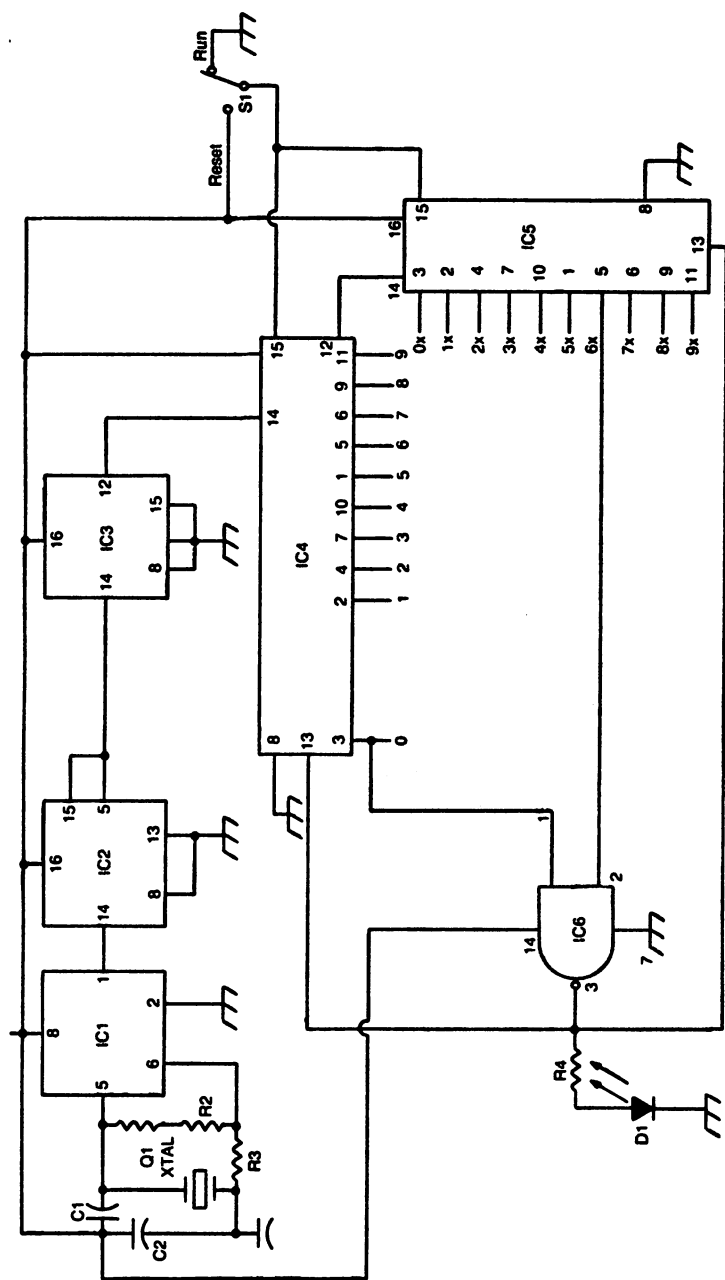 Run
S1
Reset
16
15
IC5
8
13
14
3
2
4
7
10
1
5
6
9
11
0x
1x
2x
3x
4x
5x
6x
7x
8x
9x
16
IC3
14
12
8
15
15
14
12
IC4
8
13
3
2
4
7
10
1
5
6
9
11
0
1
2
3
4
5
6
7
8
9
16
15
5
IC2
14
8
13
8
IC1
1
2
5
6
Q1
XTAL
R2
R3
C1
C2
1
2
14
IC6
7
3
R4
D1